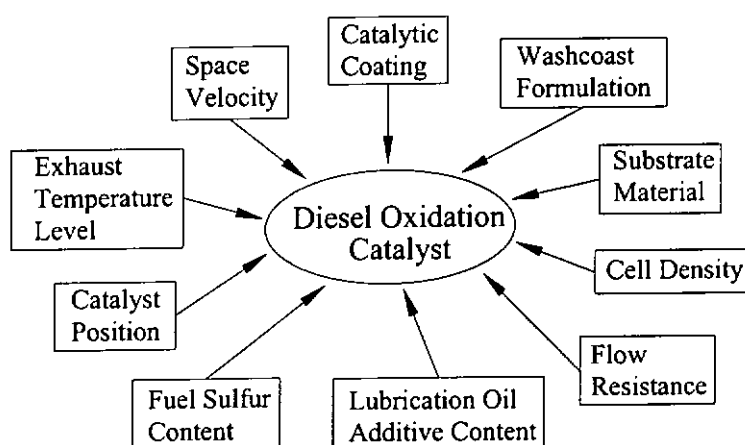 Catalytic
Coating
Washcoast
Formulation
Space
Velocity
Substrate
Material
Exhaust
Temperature
Level
Diesel Oxidation
Catalyst
Cell Density
Catalyst
Position
Flow
Resistance
Fuel Sulfur
Content
Lubrication Oil
Additive Content